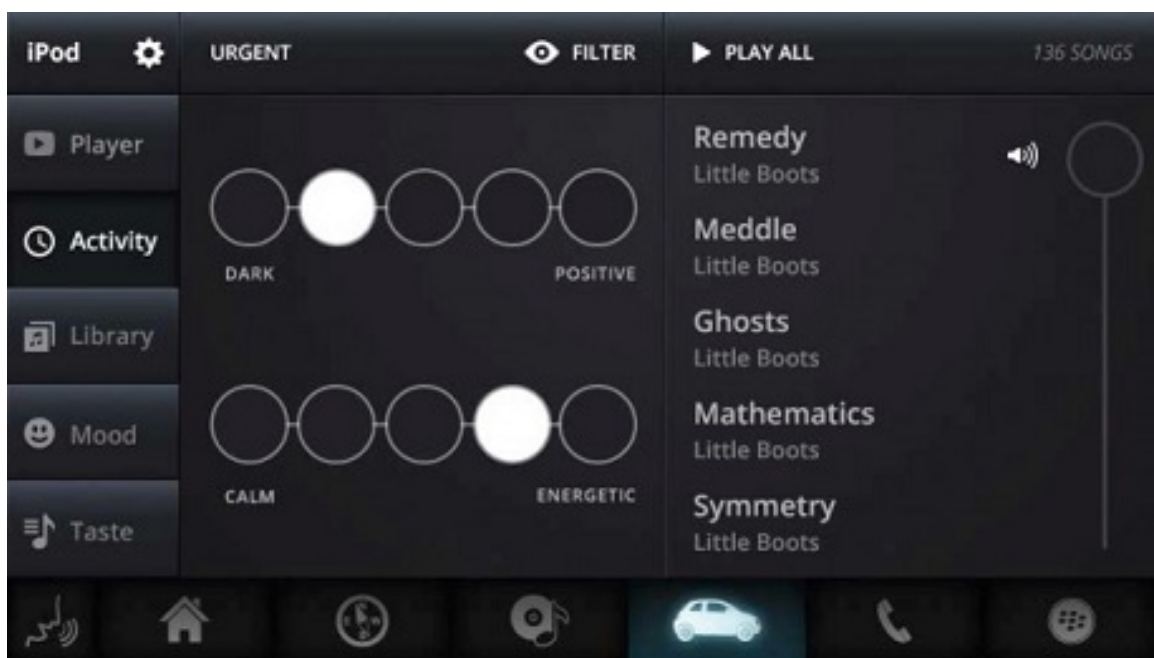 iPod
URGENT
FILTER
PLAY ALL
136 SONGS
Player
Activity
Library
Mood
Taste
DARK
POSITIVE
CALM
ENERGETIC
Remedy
Little Boots
Meddle
Little Boots
Ghosts
Little Boots
Mathematics
Little Boots
Symmetry
Little Boots